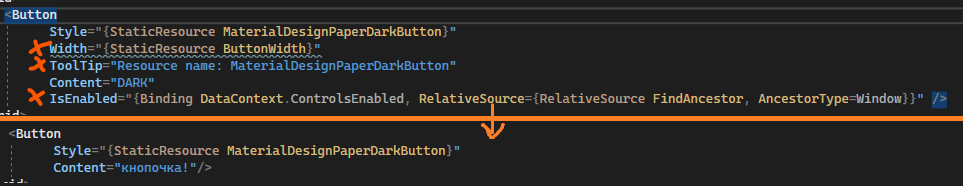 <Button
Style="{StaticResource MaterialDesignPaperDarkButton}"
Width="{StaticResource ButtonWidth}"
ToolTip="Resource name: MaterialDesignPaperDarkButton"
Content="DARK"
IsEnabled="{Binding DataContext.ControlsEnabled, RelativeSource={RelativeSource FindAncestor, AncestorType=Window}}" />
<Button
Style="{StaticResource MaterialDesignPaperDarkButton}"
Content="кнопочка!"/>